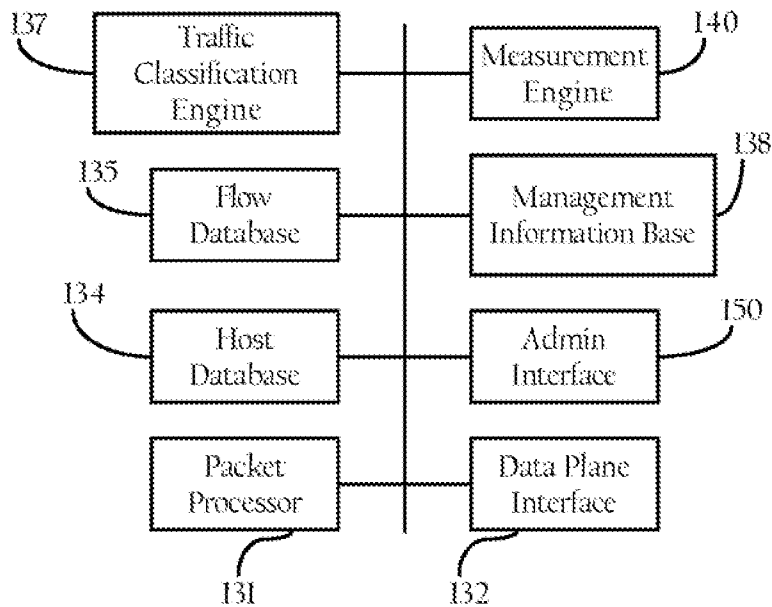 137
Traffic
Classification
Engine
140
Measurement
Engine
135
Flow
Database
138
Management
Information Base
134
Host
Database
150
Admin
Interface
Packet
Processor
131
Data Plane
Interface
132